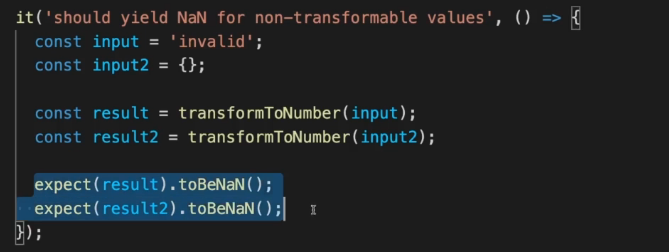 it('should yield NaN for non-transformable values', () => {
const input = 'invalid';
const input2 = {};
const result = transformToNumber(input);
const result2 = transformToNumber(input2);
expect(result).toBeNaN();
expect(result2).toBeNaN();
});